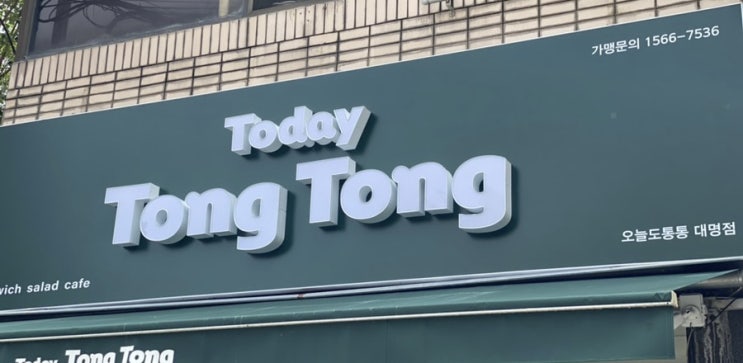 가맹문의 1566-7536
Today
Tong Tong
오늘도통통 대명점
salad cafe
Today Tong Tong